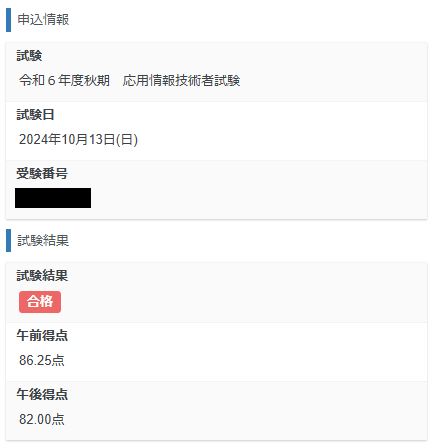 申込情報
試験
令和６年度秋期　応用情報技術者試験
試験日
2024年10月13日(日)
受験番号
試験結果
試験結果
合格
午前得点
86.25点
午後得点
82.00点